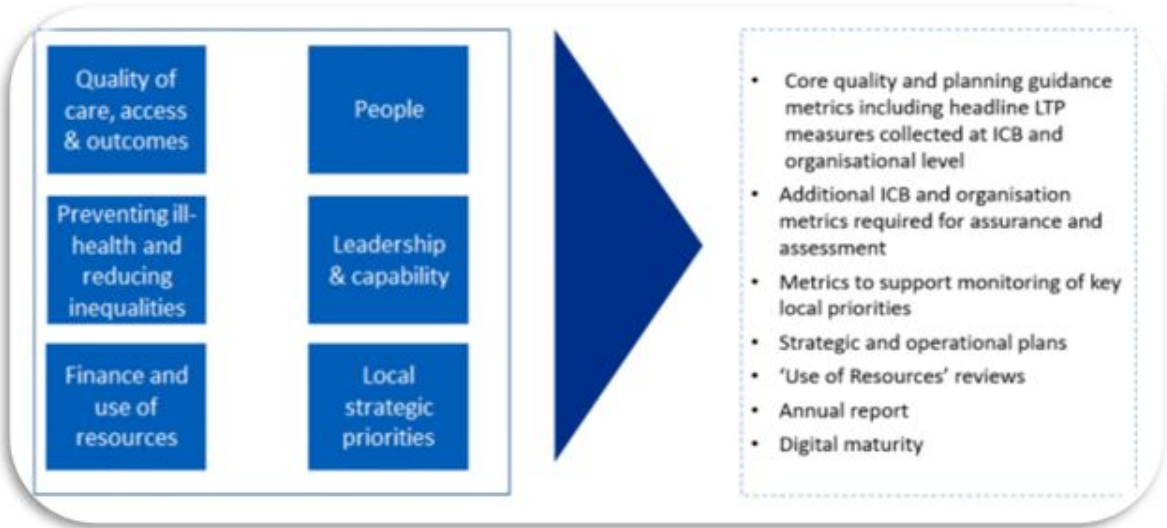 Quality of
care, access
& outcomes
People
Preventing ill-
health and
reducing
inequalities
Leadership
& capability
Finance and
use of
resources
Local
strategic
priorities
• Core quality and planning guidance
metrics including headline LTP
measures collected at ICB and
organisational level
• Additional ICB and organisation
metrics required for assurance and
assessment
• Metrics to support monitoring of key
local priorities
• Strategic and operational plans
• ‘Use of Resources’ reviews
• Annual report
• Digital maturity